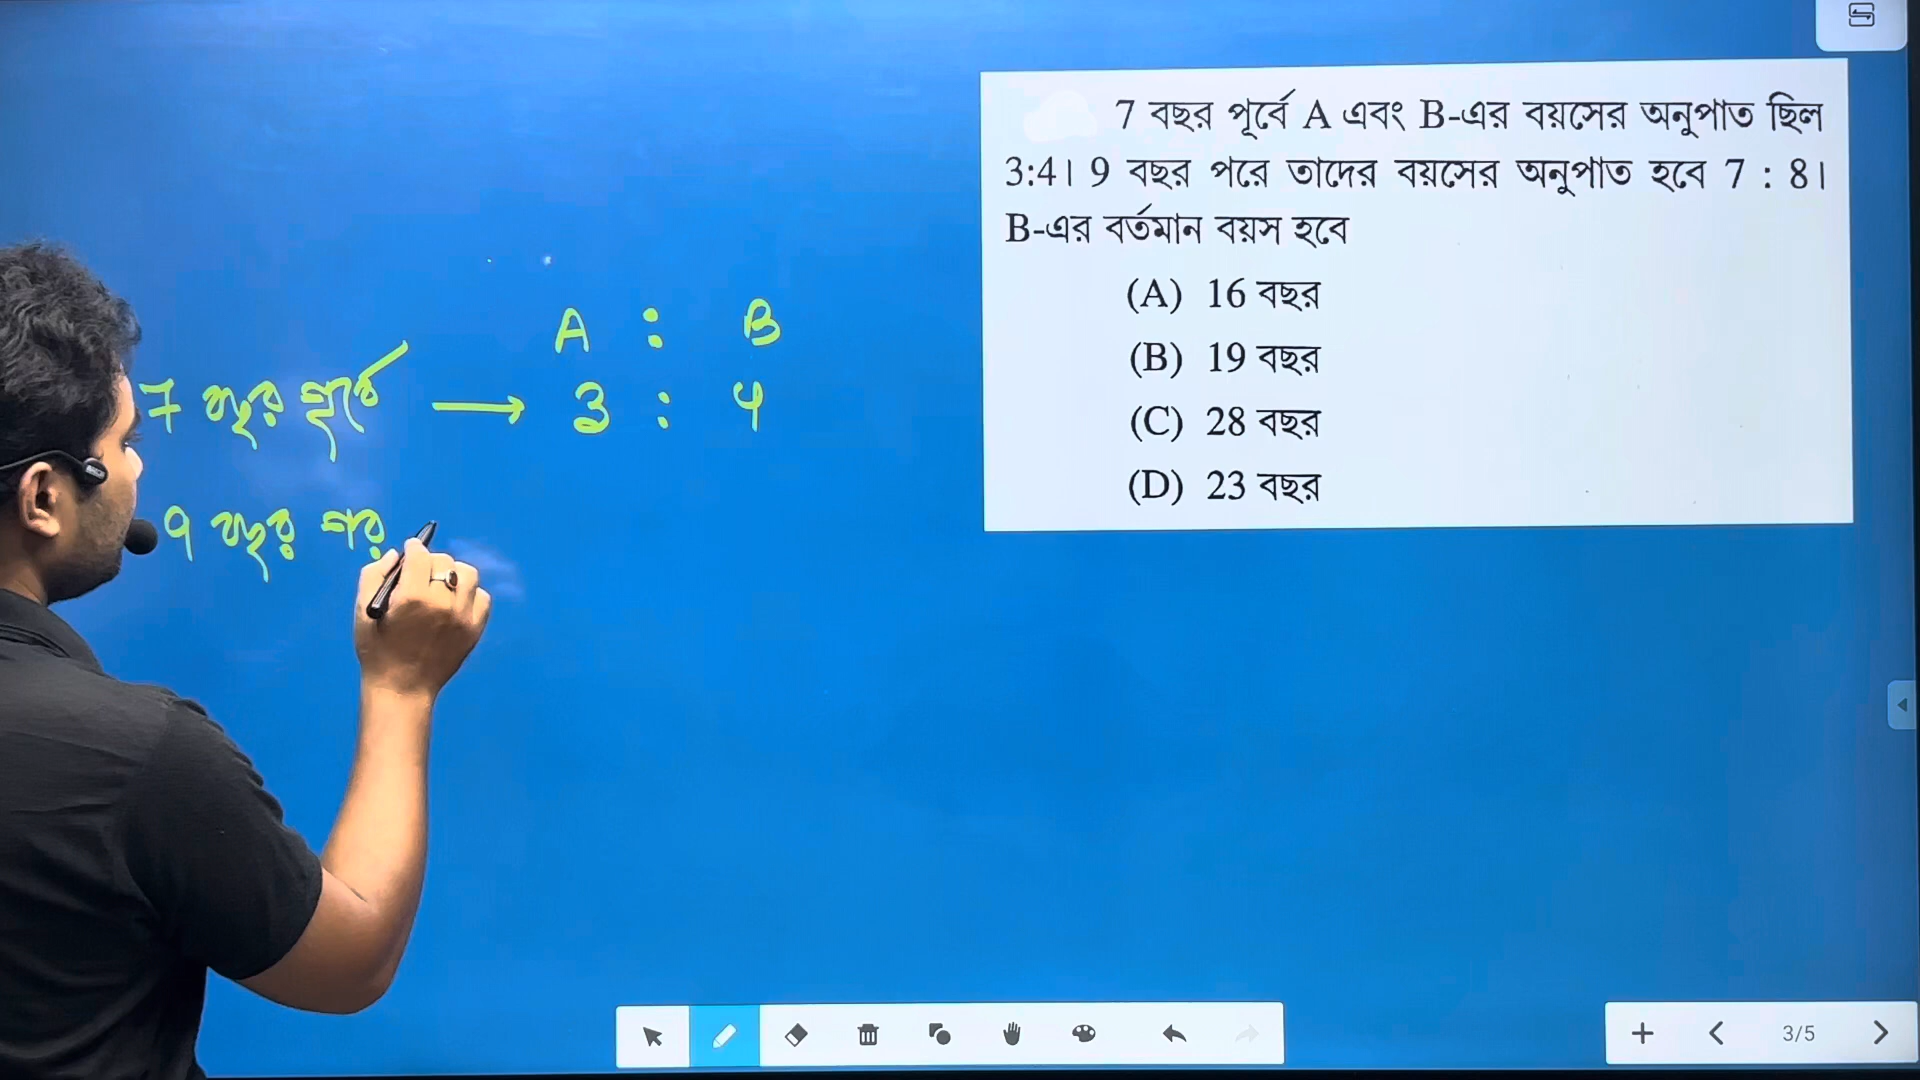 7 বছর পূর্বে A এবং B-এর বয়সের অনুপাত ছিল
3:4। 9 বছর পরে তাদের বয়সের অনুপাত হবে 7 : 8।
B-এর বর্তমান বয়স হবে
(A) 16 বছর
(B) 19 বছর
(C) 28 বছর
(D) 23 বছর
A : B
7 বছর পূর্বে → 3 : 4
9 বছর পর
3/5